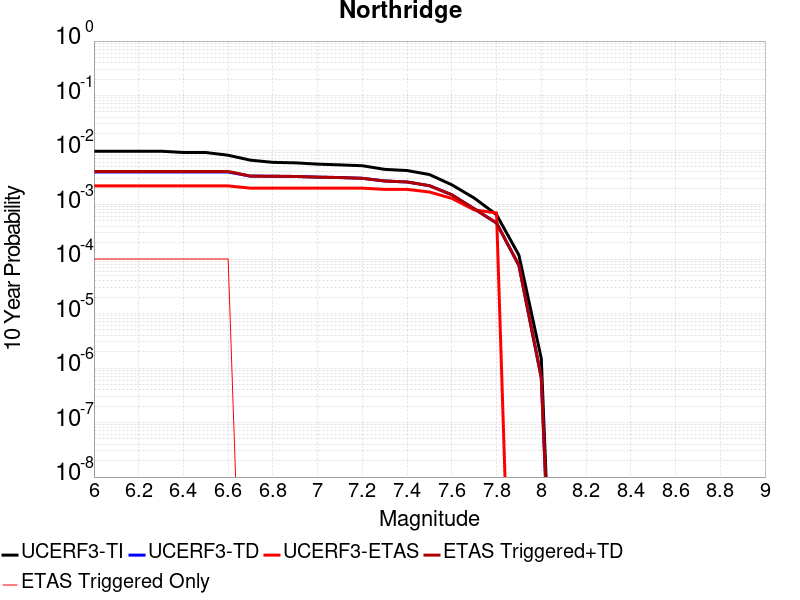 Northridge
10 0
10 -1
10 -2
10 -3
10 -4
10 -5
10 -6
10 -7
10 -8
10 Year Probability
6 6.2 6.4 6.6 6.8 7 7.2 7.4 7.6 7.8 8 8.2 8.4 8.6 8.8 9
Magnitude
UCERF3-TI UCERF3-TD UCERF3-ETAS ETAS Triggered+TD
ETAS Triggered Only